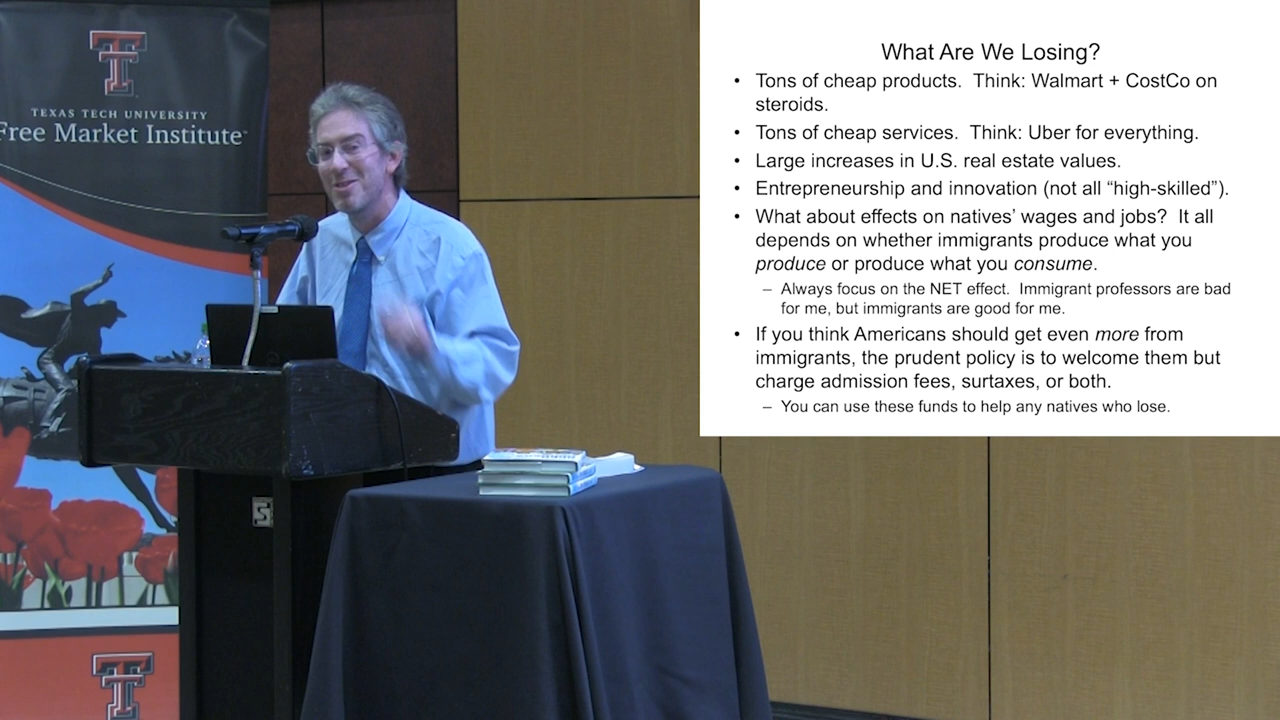 TEXAS TECH UNIVERSITY
Free Market Institute
What Are We Losing?
• Tons of cheap products. Think: Walmart + CostCo on
steroids.
• Tons of cheap services. Think: Uber for everything.
• Large increases in U.S. real estate values.
• Entrepreneurship and innovation (not all “high-skilled”).
• What about effects on natives’ wages and jobs? It all
depends on whether immigrants produce what you
produce or produce what you consume.
– Always focus on the NET effect. Immigrant professors are bad
for me, but immigrants are good for me.
• If you think Americans should get even more from
immigrants, the prudent policy is to welcome them but
charge admission fees, surtaxes, or both.
– You can use these funds to help any natives who lose.